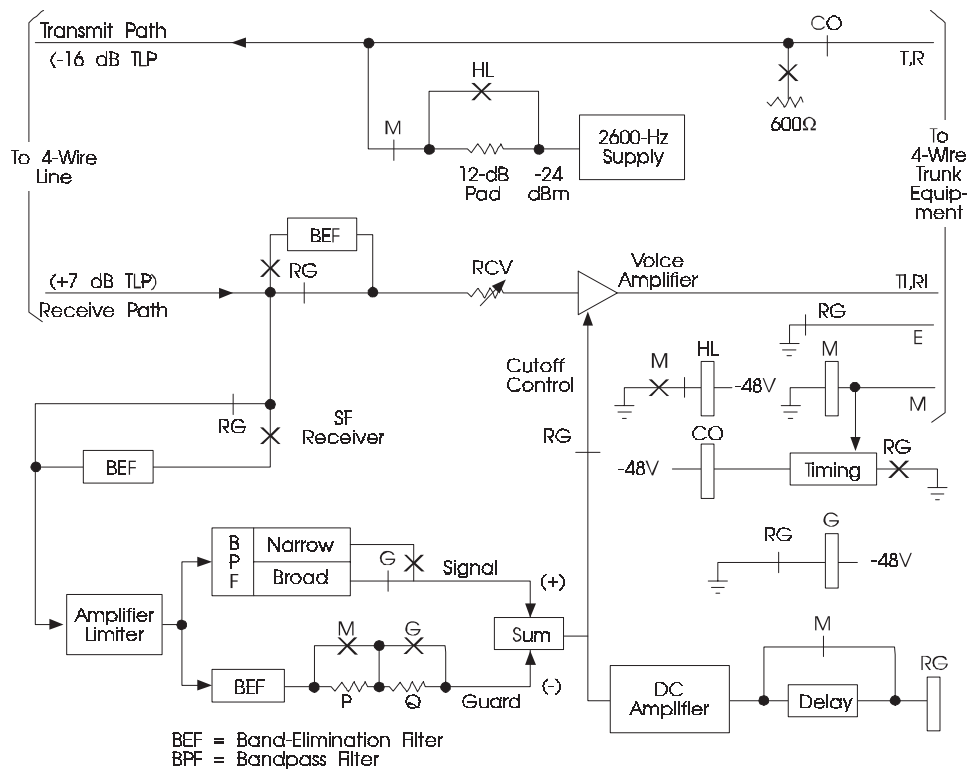 Transmit Path
(-16 dB TLP
CO
T,R
HL
M
12-dB
Pad
-24
dBm
2600-Hz
Supply
600Ω
To 4-Wire
Line
To
4-Wire
Trunk
Equip-
ment
BEF
RG
(+7 dB TLP)
Receive Path
RCV
Voice
Amplifier
TI,RI
RG
E
Cutoff
Control
M
HL
-48V
M
M
RG
SF
Receiver
RG
CO
-48V
Timing
RG
BEF
B
P
F
Narrow
Broad
G
Signal
(+)
RG
G
-48V
Amplifier
Limiter
Sum
M
G
BEF
P
Q
Guard
(-)
DC
Amplifier
M
Delay
RG
BEF = Band-Elimination Filter
BPF = Bandpass Filter